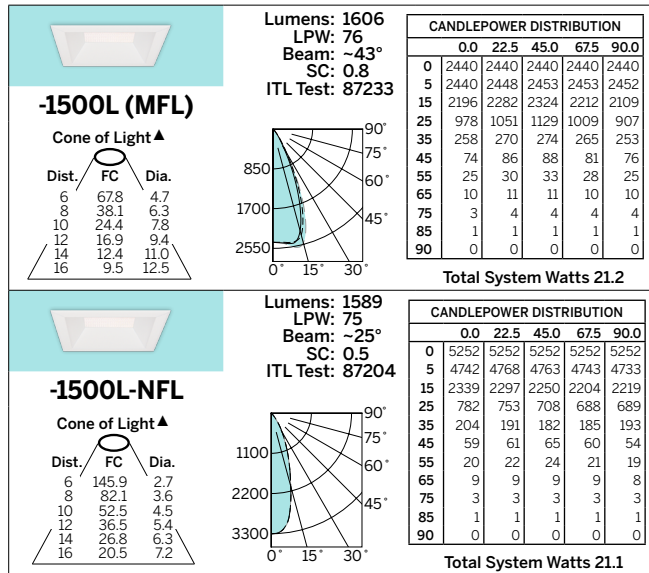 -1500L (MFL)
Cone of Light▲
Dist. FC Dia.
6 67.8 4.7
8 38.1 6.3
10 24.4 7.8
12 16.9 9.4
14 12.4 11.0
16 9.5 12.5
Lumens: 1606
LPW: 76
Beam: ~43°
SC: 0.8
ITL Test: 87233
90°
75°
60°
45°
850
1700
2550
0° 15° 30°
CANDLEPOWER DISTRIBUTION
0.0 22.5 45.0 67.5 90.0
0 2440 2440 2440 2440 2440
5 2440 2448 2453 2453 2452
15 2196 2282 2324 2212 2109
25 978 1051 1129 1009 907
35 258 270 274 265 253
45 74 86 88 81 76
55 25 30 33 28 25
65 10 11 11 10 10
75 3 4 4 4 4
85 1 1 1 1 1
90 0 0 0 0 0
Total System Watts 21.2
-1500L-NFL
Cone of Light▲
Dist. FC Dia.
6 145.9 2.7
8 82.1 3.6
10 52.5 4.5
12 36.5 5.4
14 26.8 6.3
16 20.5 7.2
Lumens: 1589
LPW: 75
Beam: ~25°
SC: 0.5
ITL Test: 87204
90°
75°
60°
45°
1100
2200
3300
0° 15° 30°
CANDLEPOWER DISTRIBUTION
0.0 22.5 45.0 67.5 90.0
0 5252 5252 5252 5252 5252
5 4742 4768 4763 4743 4733
15 2339 2297 2250 2204 2219
25 782 753 708 688 689
35 204 191 182 185 193
45 59 61 65 60 54
55 20 22 24 21 19
65 9 9 9 9 8
75 3 3 3 3 3
85 1 1 1 1 1
90 0 0 0 0 0
Total System Watts 21.1